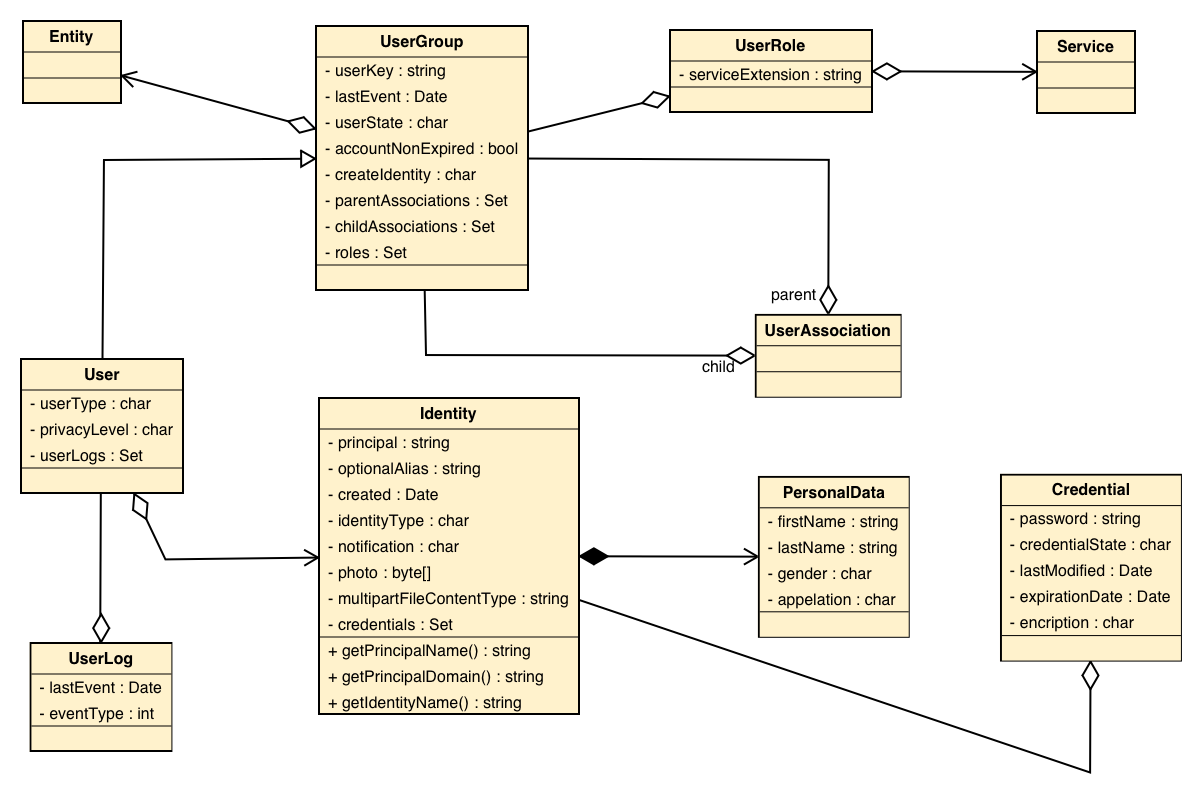 Entity
UserGroup
- userKey : string
- lastEvent : Date
- userState : char
- accountNonExpired : bool
- createIdentity : char
- parentAssociations : Set
- childAssociations : Set
- roles : Set
UserRole
- serviceExtension : string
Service
parent
UserAssociation
child
User
- userType : char
- privacyLevel : char
- userLogs : Set
Identity
- principal : string
- optionalAlias : string
- created : Date
- identityType : char
- notification : char
- photo : byte[]
- multipartFileContentType : string
- credentials : Set
+ getPrincipalName() : string
+ getPrincipalDomain() : string
+ getIdentityName() : string
PersonalData
- firstName : string
- lastName : string
- gender : char
- appelation : char
Credential
- password : string
- credentialState : char
- lastModified : Date
- expirationDate : Date
- encription : char
UserLog
- lastEvent : Date
- eventType : int